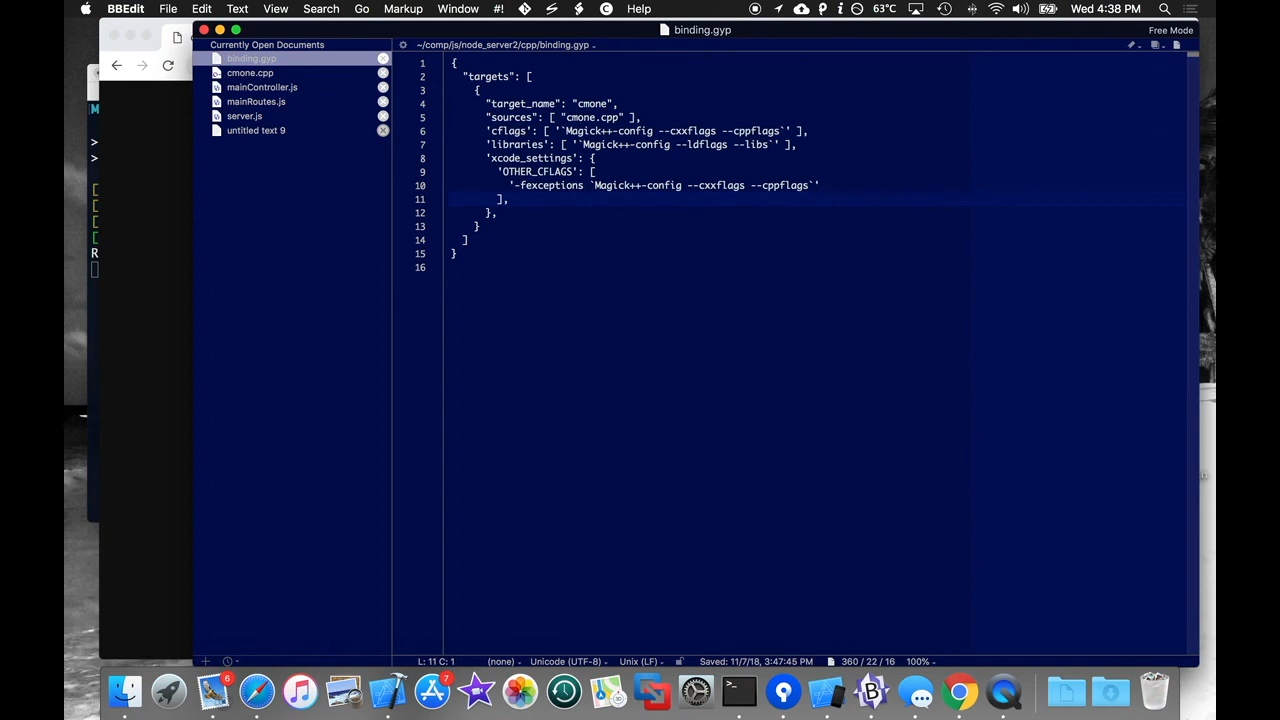 BBEdit File Edit Text View Search Go Markup Window #! Help 63°C Wed 4:38 PM
binding.gyp
Free Mode
Currently Open Documents
~/comp/js/node_server2/cpp/binding.gyp
binding.gyp
cmone.cpp
mainController.js
mainRoutes.js
server.js
untitled text 9
1 {
2 "targets": [
3 {
4 "target_name": "cmone",
5 "sources": [ "cmone.cpp" ],
6 'cflags': [ '`Magick++-config --cxxflags --cppflags`' ],
7 'libraries': [ '`Magick++-config --ldflags --libs`' ],
8 'xcode_settings': {
9 'OTHER_CFLAGS': [
10 '-fexceptions `Magick++-config --cxxflags --cppflags`'
11 ],
12 },
13 }
14 ]
15 }
16
M
>
>
[
[
[
[
R
L: 11 C: 1 (none) Unicode (UTF-8) Unix (LF) Saved: 11/7/18, 3:47:45 PM 360 / 22 / 16 100%
6
7